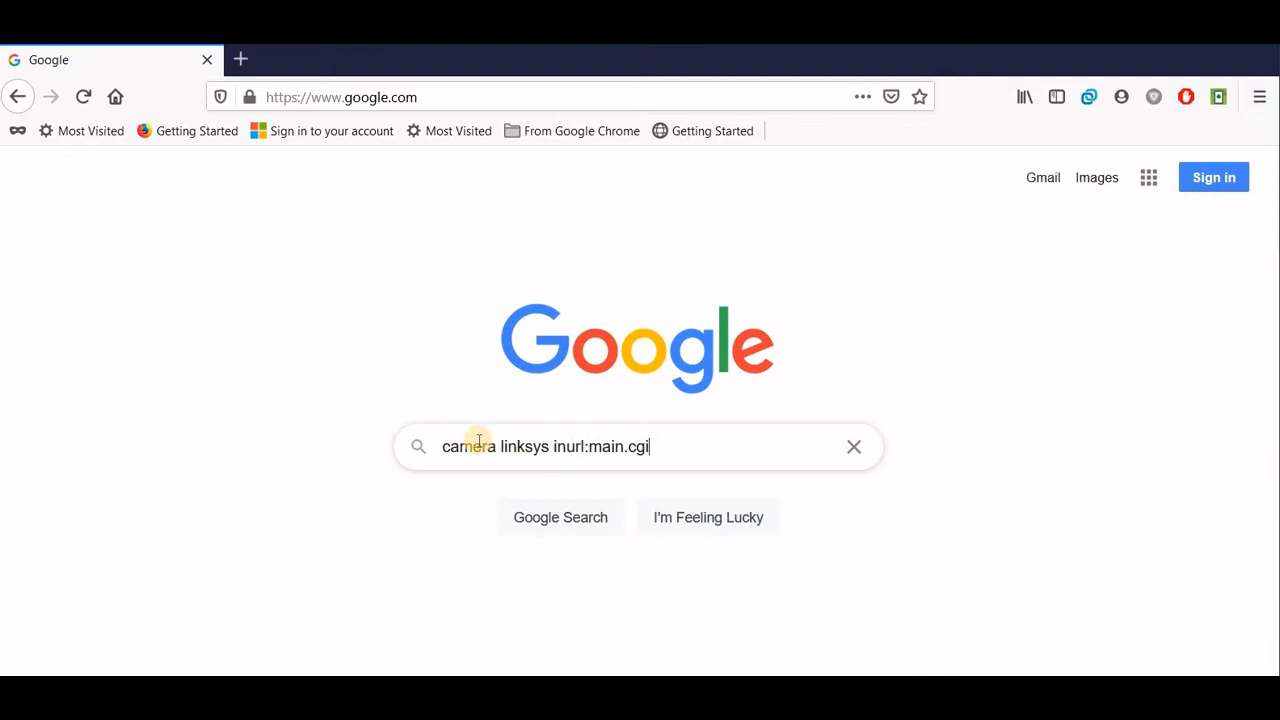 Google
https://www.google.com
Most Visited
Getting Started
Sign in to your account
Most Visited
From Google Chrome
Getting Started
Gmail
Images
Sign in
Google
camera linksys inurl:main.cgi
Google Search
I'm Feeling Lucky